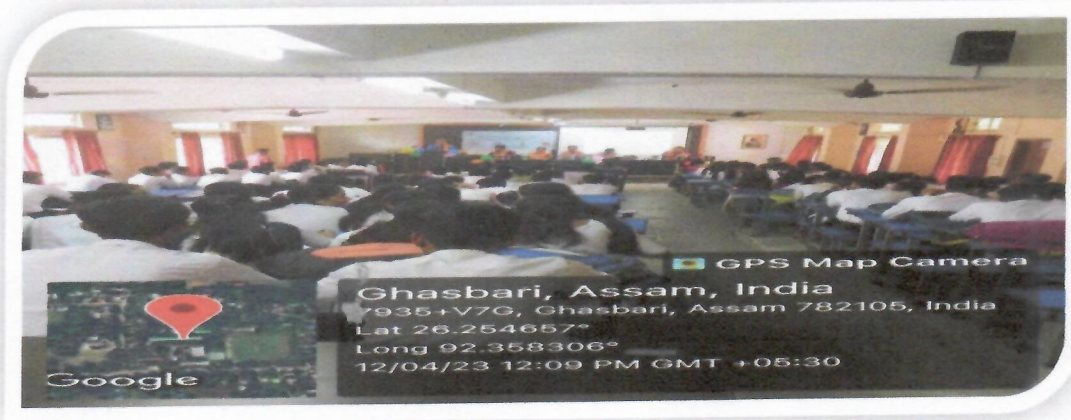 GPS Map Camera
Ghasbari, Assam, India
7935+V7G, Ghasbari, Assam 782105, India
Lat 26.254657°
Long 92.358306°
12/04/23 12:09 PM GMT +05:30
Google